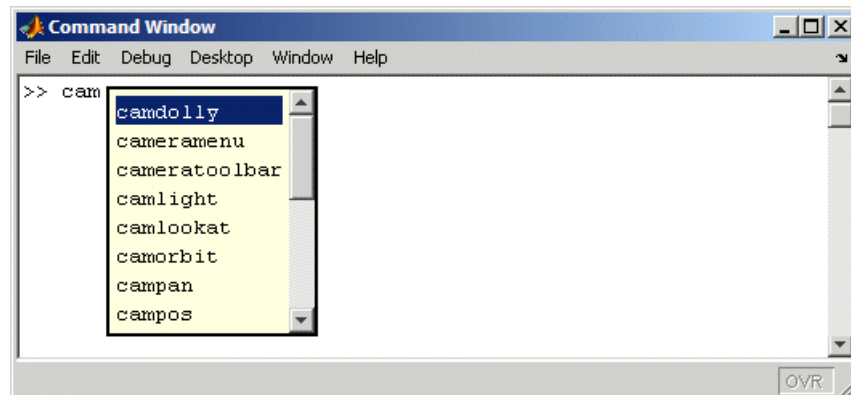 Command Window
File Edit Debug Desktop Window Help
>> cam
camdolly
cameramenu
cameratoolbar
camlight
camlookat
camorbit
campan
campos
OVR